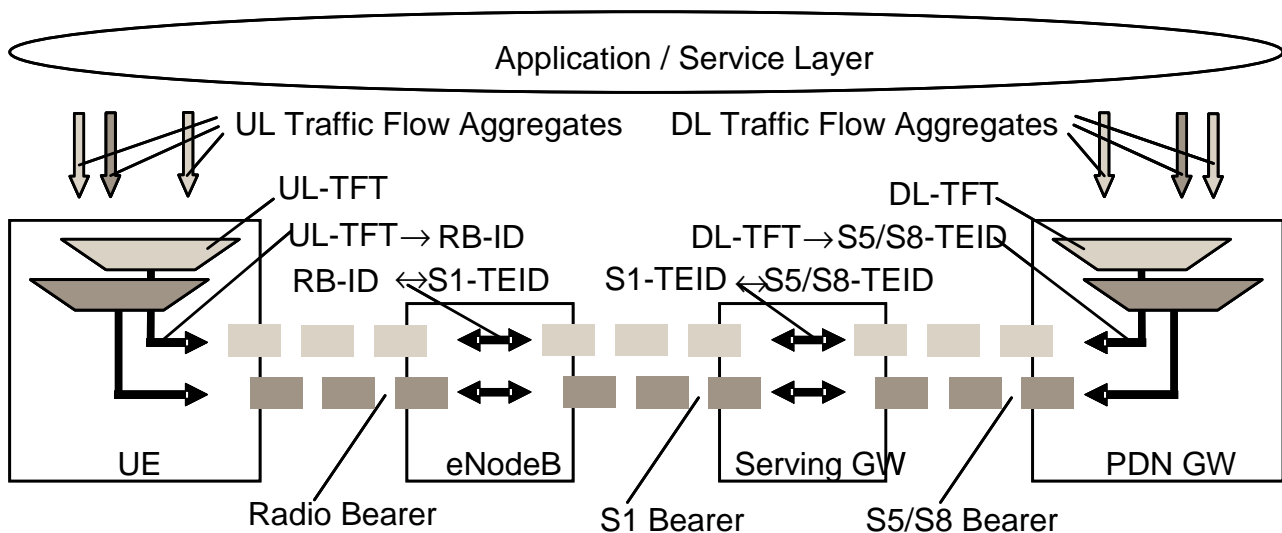 Application / Service Layer
UL Traffic Flow Aggregates
DL Traffic Flow Aggregates
UL-TFT
DL-TFT
UL-TFT → RB-ID
DL-TFT → S5/S8-TEID
RB-ID ↔ S1-TEID
S1-TEID ↔ S5/S8-TEID
UE
eNodeB
Serving GW
PDN GW
Radio Bearer
S1 Bearer
S5/S8 Bearer